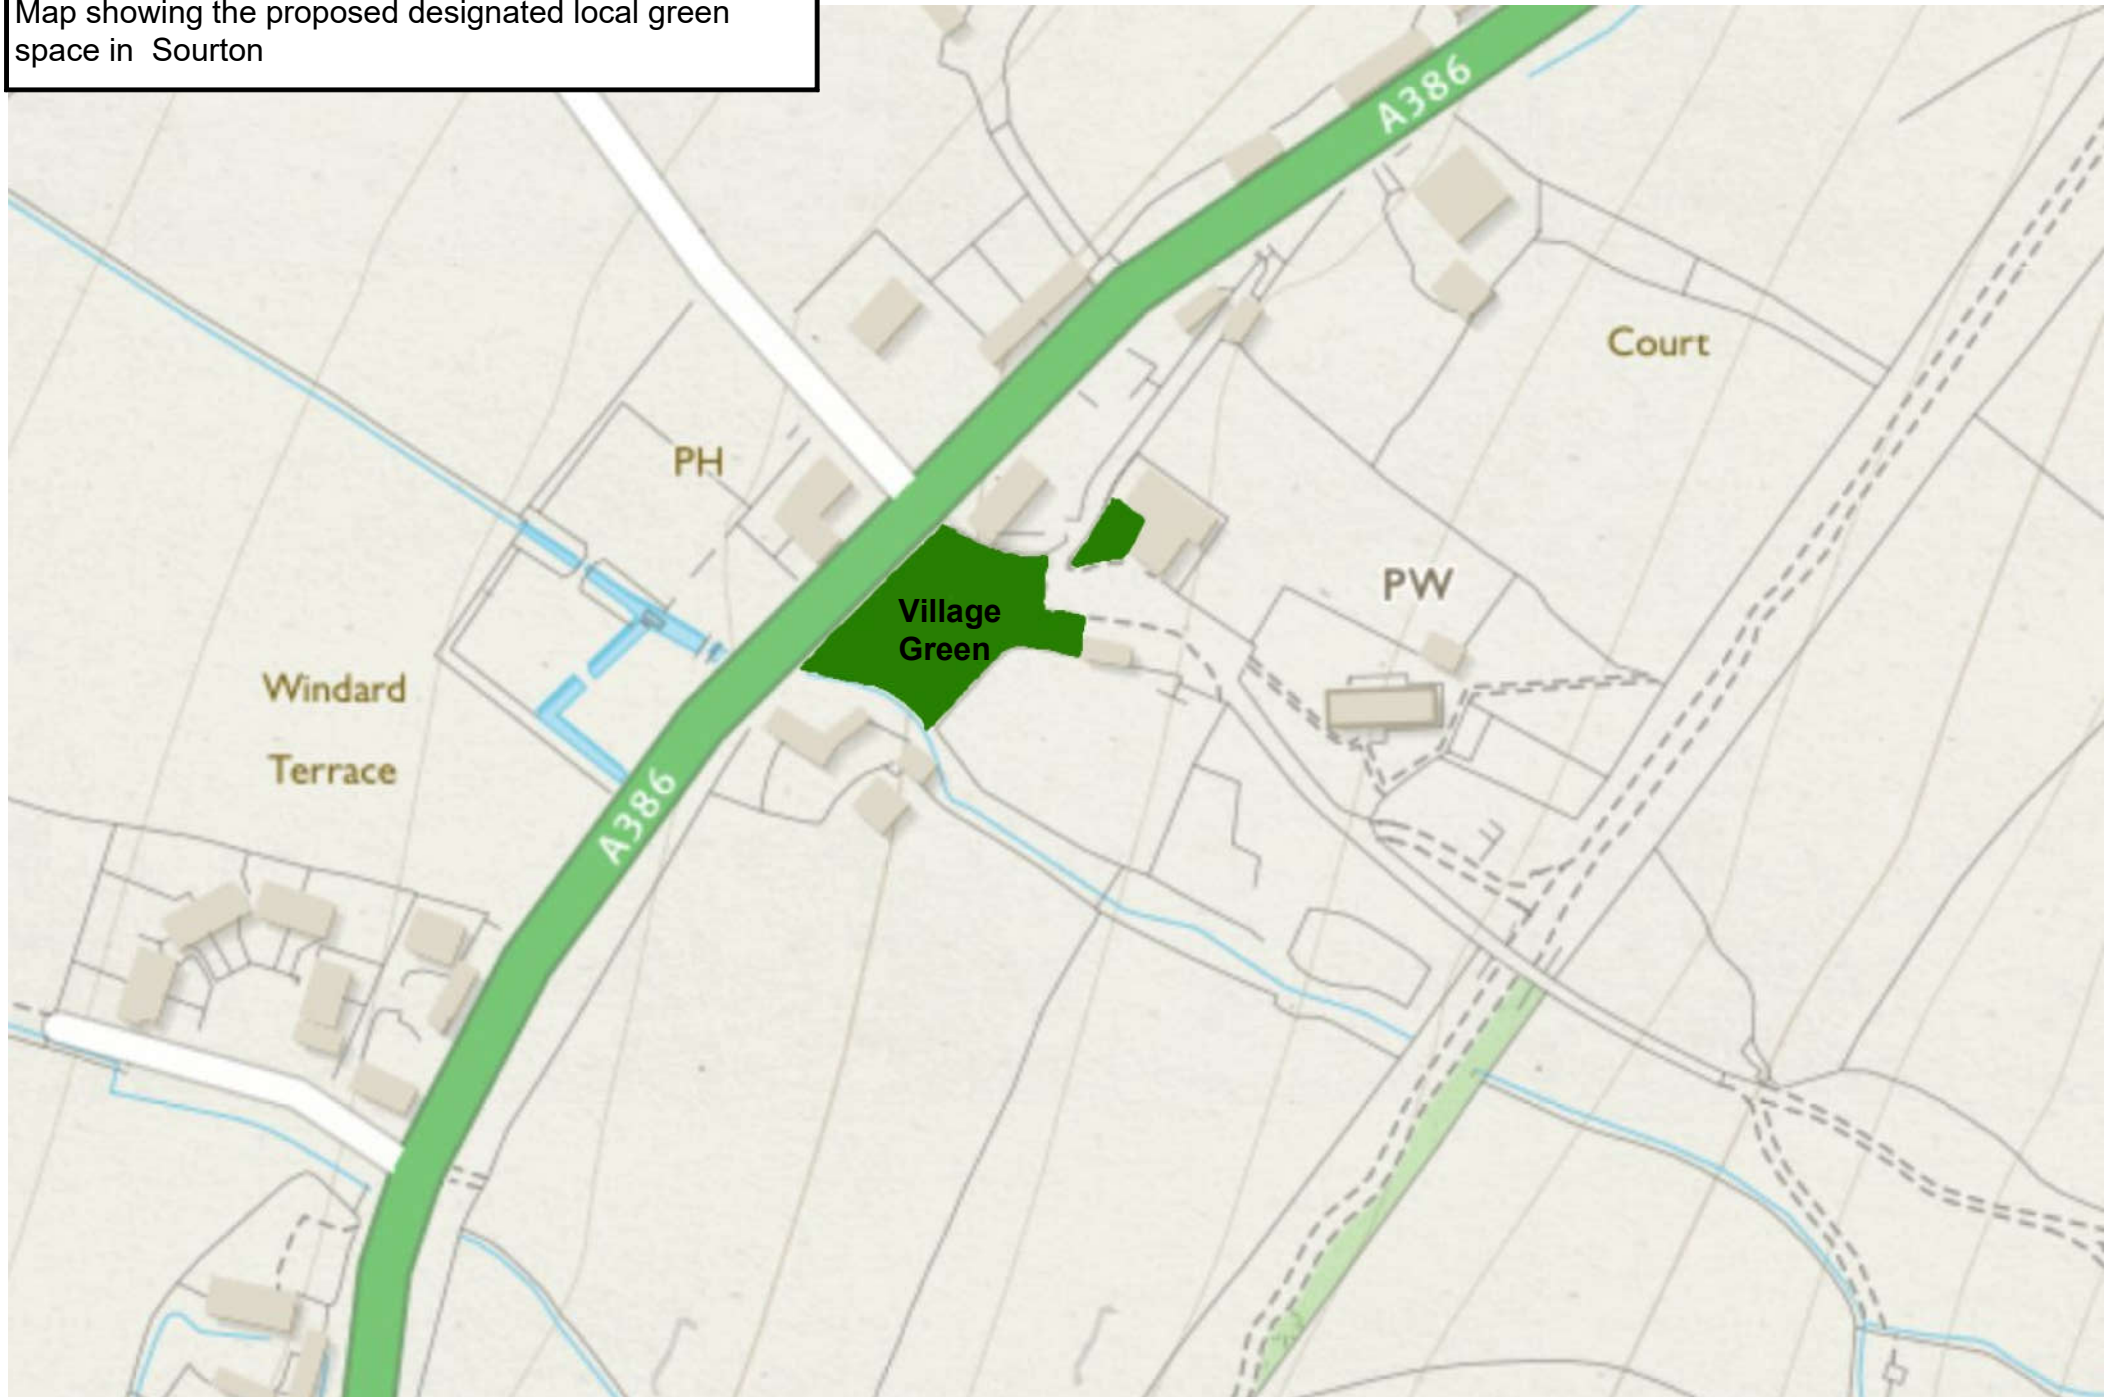 Map showing the proposed designated local green
space in Sourton
A386
Court
PH
PW
Village
Green
Windard
Terrace
A386